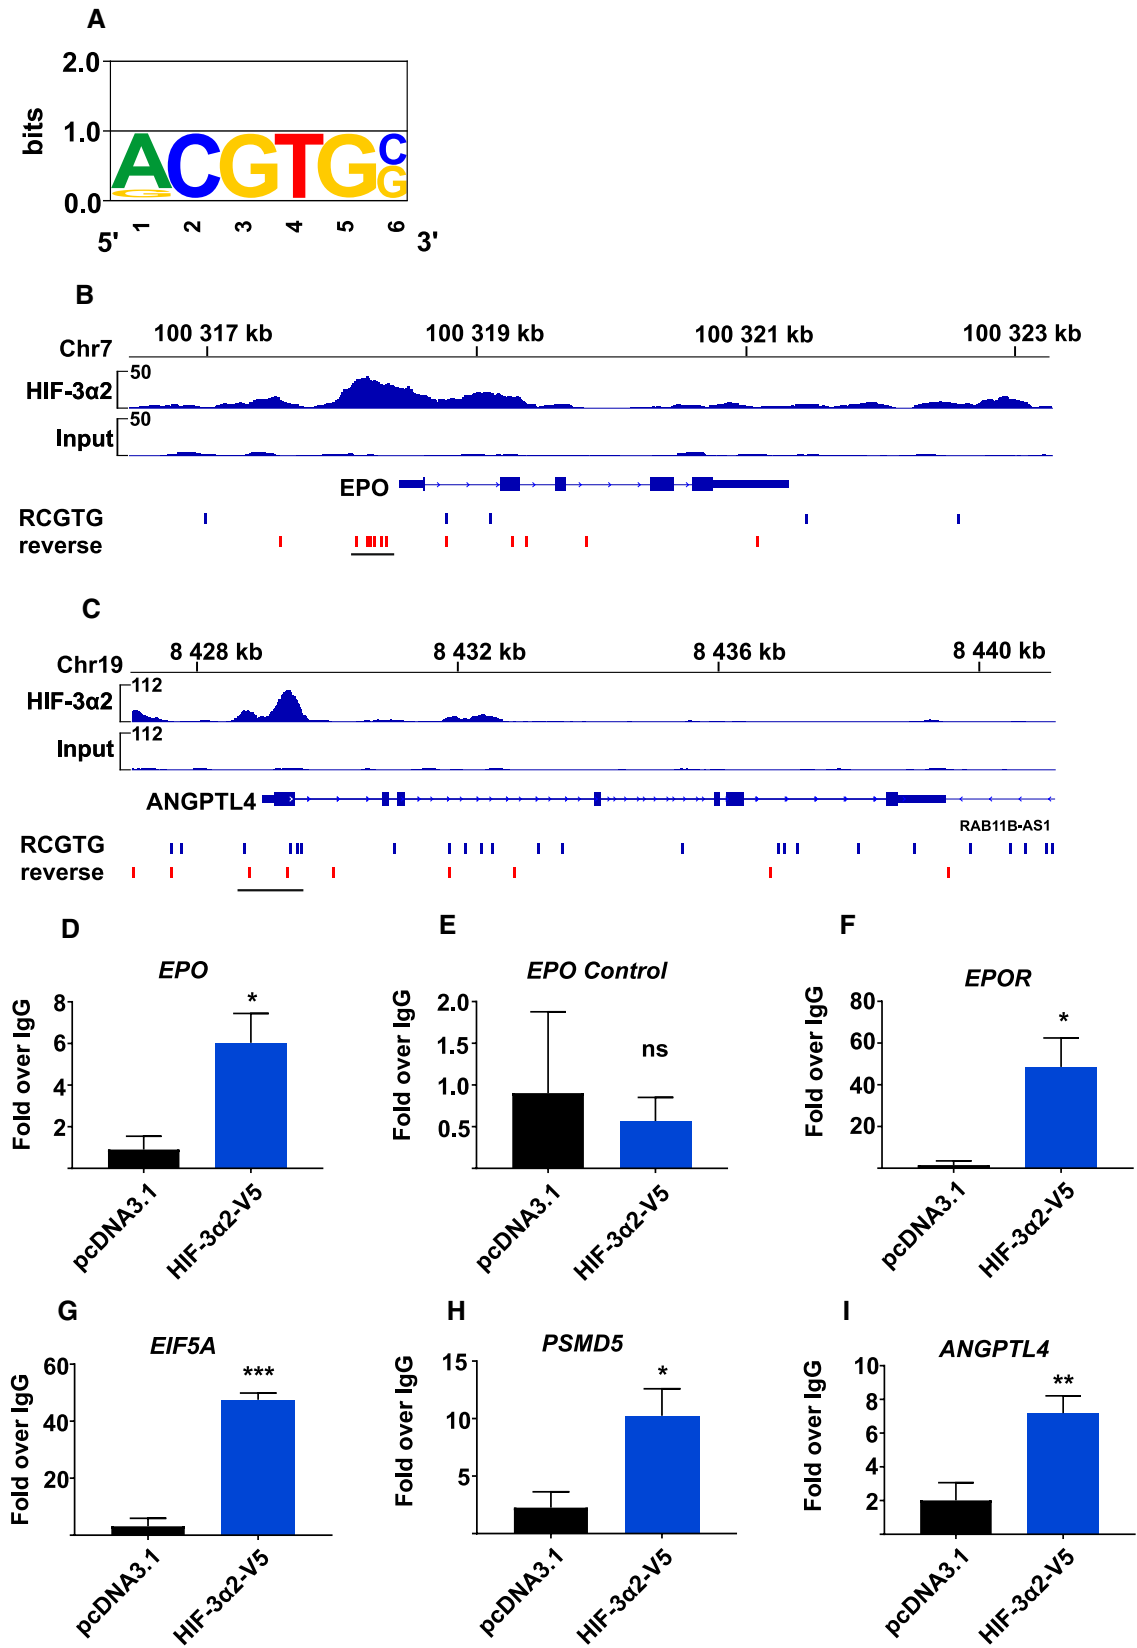 A
2.0
bits
1.0
ACGTGC
G
G
0.0
1 2 3 4 5 6
5' 3'
B
100 317 kb 100 319 kb 100 321 kb 100 323 kb
Chr7
50
HIF-3α2
50
Input
EPO
RCGTG
reverse
C
8 428 kb 8 432 kb 8 436 kb 8 440 kb
Chr19
112
HIF-3α2
112
Input
ANGPTL4
RAB11B-AS1
RCGTG
reverse
D
EPO
Fold over IgG
8
6
4
2
*
pcDNA3.1
HIF-3α2-V5
E
EPO Control
Fold over IgG
2.0
1.5
1.0
0.5
ns
pcDNA3.1
HIF-3α2-V5
F
EPOR
Fold over IgG
80
60
40
20
*
pcDNA3.1
HIF-3α2-V5
G
EIF5A
Fold over IgG
60
40
20
***
pcDNA3.1
HIF-3α2-V5
H
PSMD5
Fold over IgG
15
10
5
*
pcDNA3.1
HIF-3α2-V5
I
ANGPTL4
Fold over IgG
10
8
6
4
2
**
pcDNA3.1
HIF-3α2-V5